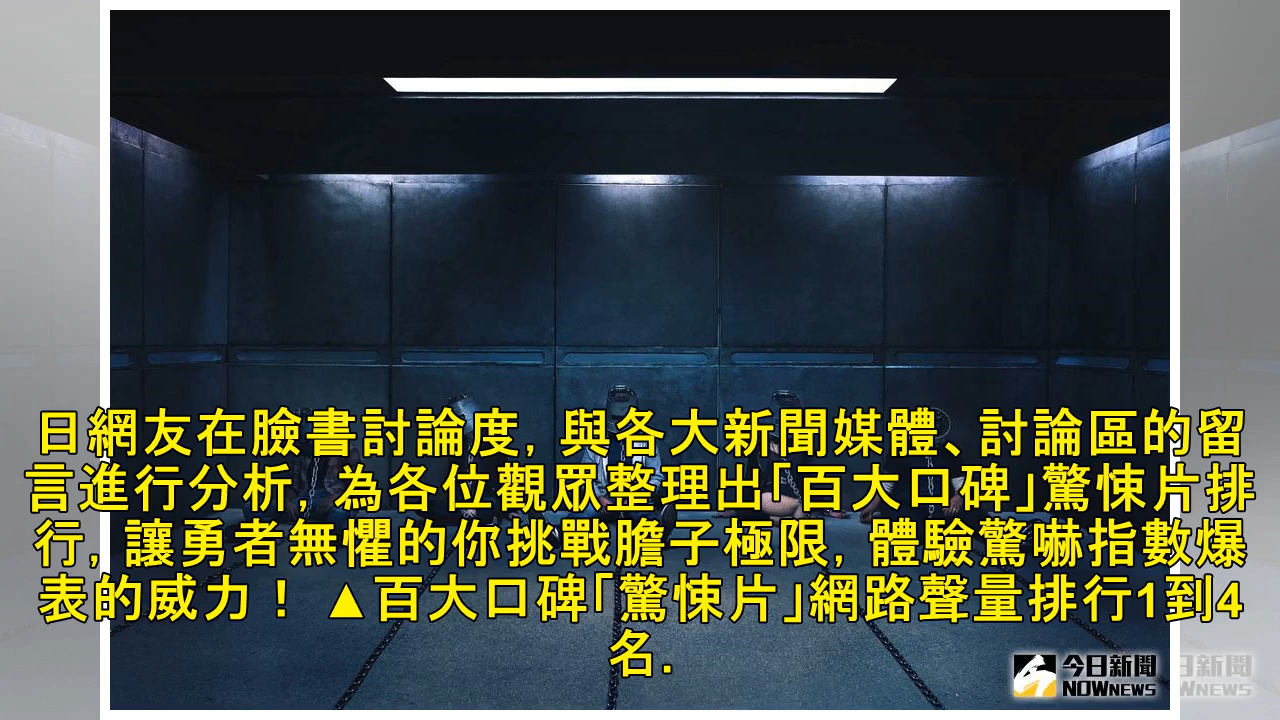 日網友在臉書討論度,與各大新聞媒體、討論區的留
言進行分析,為各位觀眾整理出「百大口碑」驚悚片排
行,讓勇者無懼的你挑戰膽子極限,體驗驚嚇指數爆
表的威力! ▲百大口碑「驚悚片」網路聲量排行1到4
名.
今日新聞
NOWnews
日新聞
WNEWS